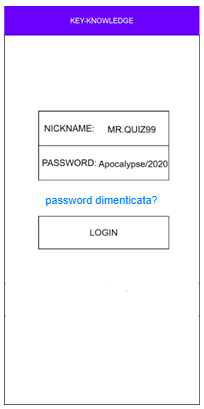 KEY-KNOWLEDGE
NICKNAME: MR.QUIZ99
PASSWORD: Apocalypse/2020
password dimenticata?
LOGIN